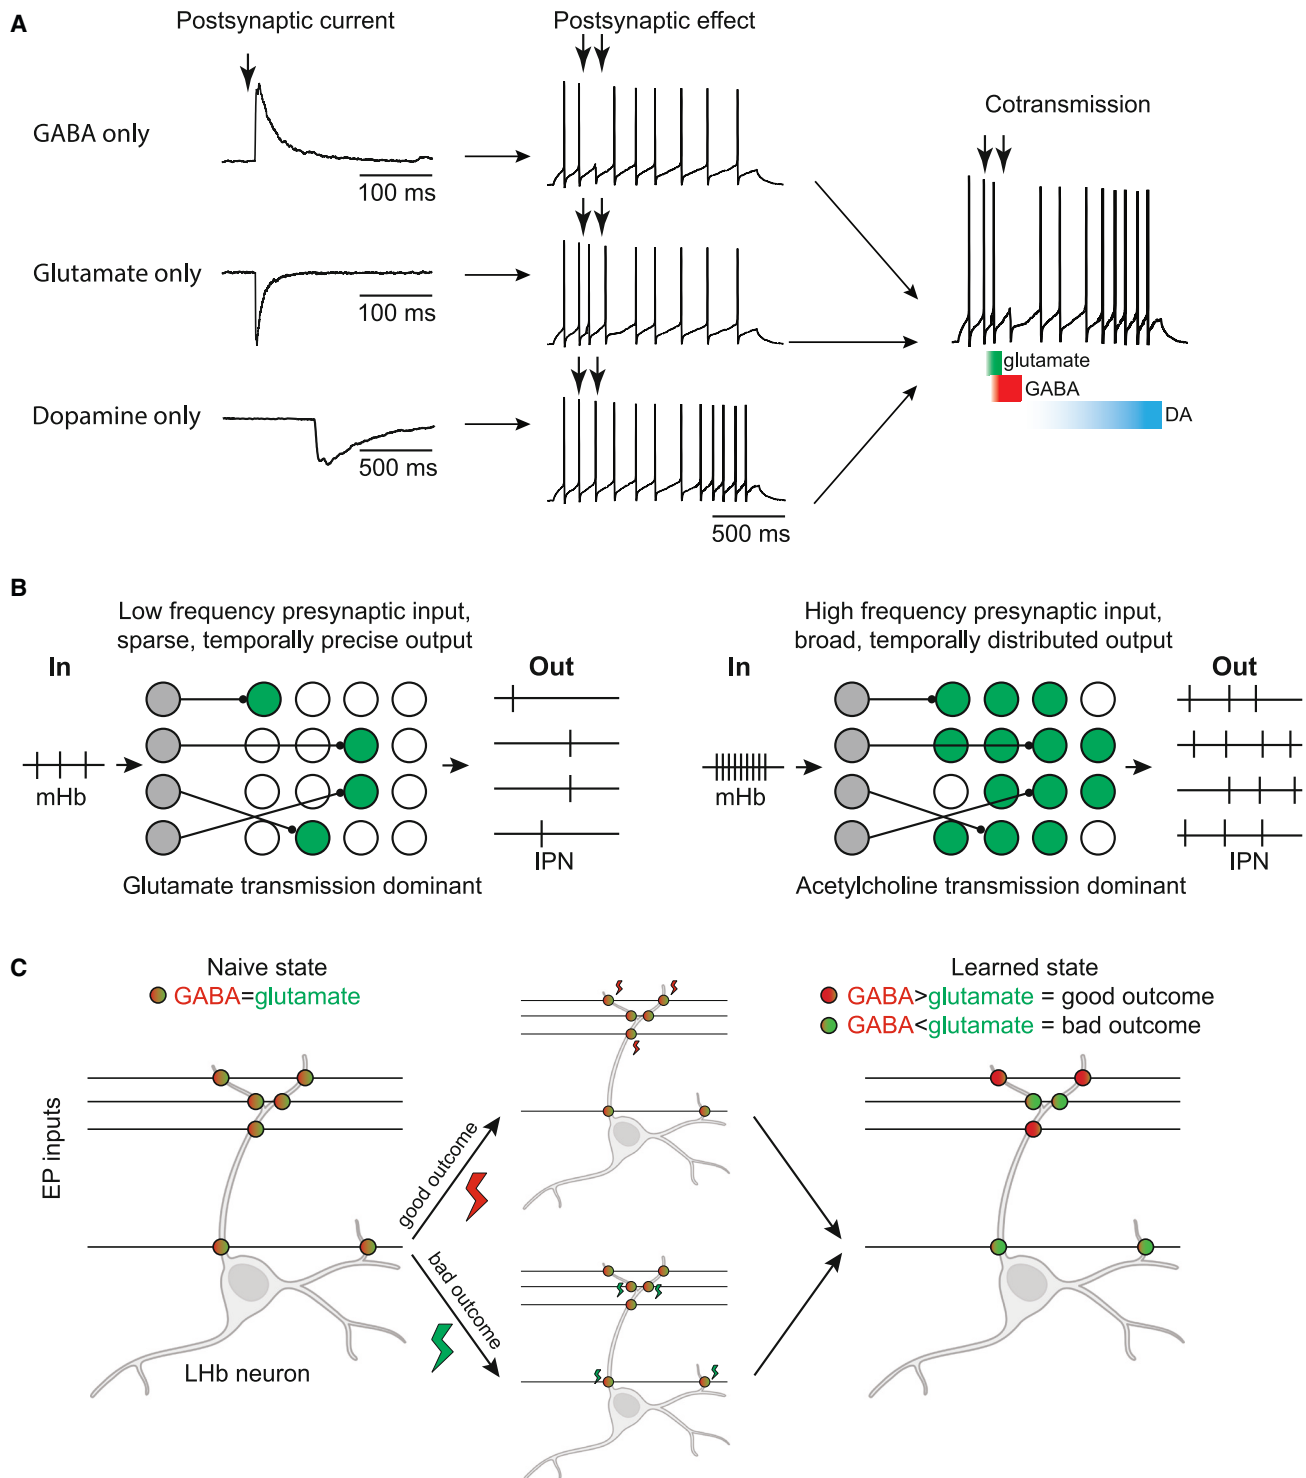 A
Postsynaptic current
Postsynaptic effect
Cotransmission
GABA only
100 ms
Glutamate only
100 ms
glutamate
GABA
DA
Dopamine only
500 ms
500 ms
B
Low frequency presynaptic input,
sparse, temporally precise output
In
Out
mHb
IPN
Glutamate transmission dominant
High frequency presynaptic input,
broad, temporally distributed output
In
Out
mHb
IPN
Acetylcholine transmission dominant
C
Naive state
GABA=glutamate
Learned state
GABA>glutamate = good outcome
GABA<glutamate = bad outcome
EP inputs
good outcome
bad outcome
LHb neuron